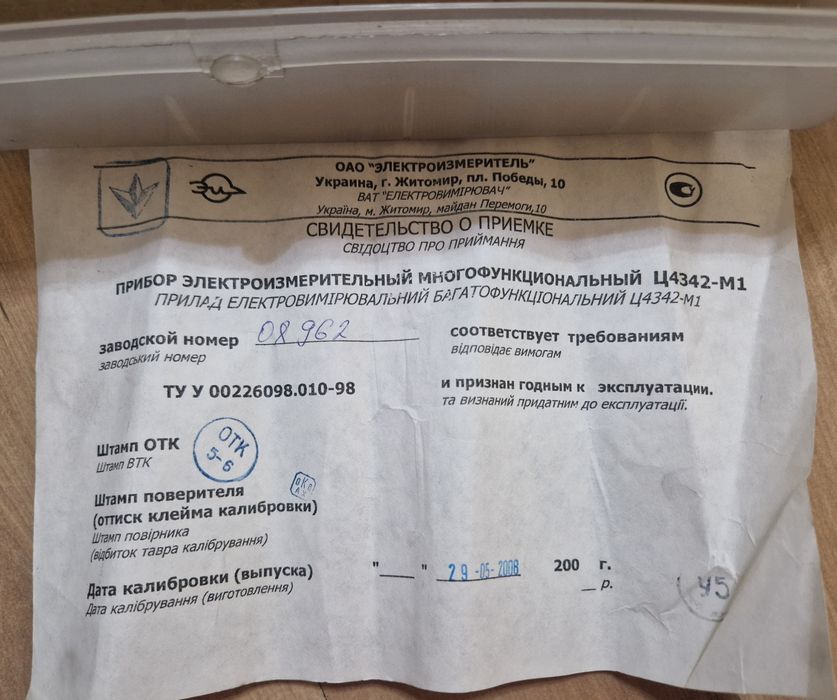 ОАО "ЭЛЕКТРОИЗМЕРИТЕЛЬ"
Украина, г. Житомир, пл. Победы, 10
ВАТ "ЕЛЕКТРОВИМІРЮВАЧ"
Україна, м. Житомир, майдан Перемоги,10
СВИДЕТЕЛЬСТВО О ПРИЕМКЕ
СВІДОЦТВО ПРО ПРИЙМАННЯ
ПРИБОР ЭЛЕКТРОИЗМЕРИТЕЛЬНЫЙ МНОГОФУНКЦИОНАЛЬНЫЙ Ц4342-М1
ПРИЛАД ЕЛЕКТРОВИМІРЮВАЛЬНИЙ БАГАТОФУНКЦІОНАЛЬНИЙ Ц4342-М1
заводской номер 08962 соответствует требованиям
заводський номер відповідає вимогам
ТУ У 00226098.010-98 и признан годным к эксплуатации.
та визнаний придатним до експлуатації.
Штамп ОТК ОТК
Штамп ВТК 5-6
Штамп поверителя
(оттиск клейма калибровки)
Штамп повірника
(відбиток тавра калібрування)
Дата калибровки (выпуска) "___" 29-05-2008 200 г.
Дата калібрування (виготовлення) __ р.
У5